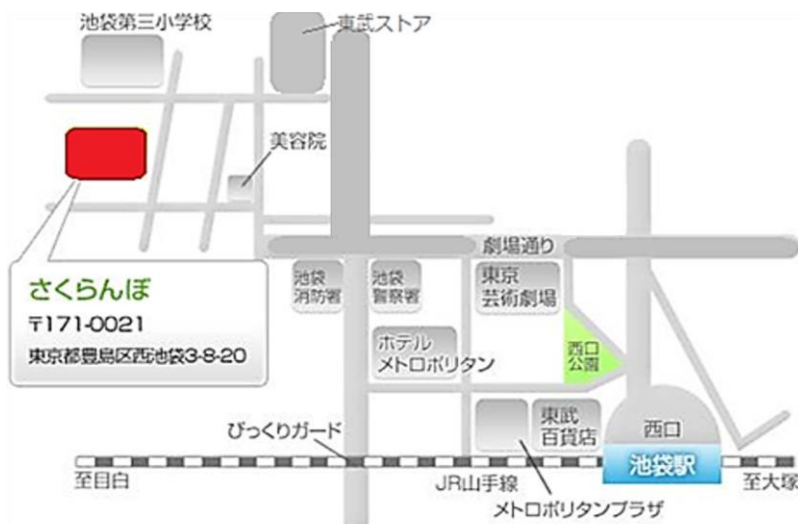 池袋第三小学校
東武ストア
美容院
劇場通り
さくらんぼ
〒171-0021
東京都豊島区西池袋3-8-20
池袋
消防署
池袋
警察署
東京
芸術劇場
ホテル
メトロポリタン
西口
公園
びっくりガード
東武
百貨店
西口
池袋駅
至目白
JR山手線
至大塚
メトロポリタンプラザ